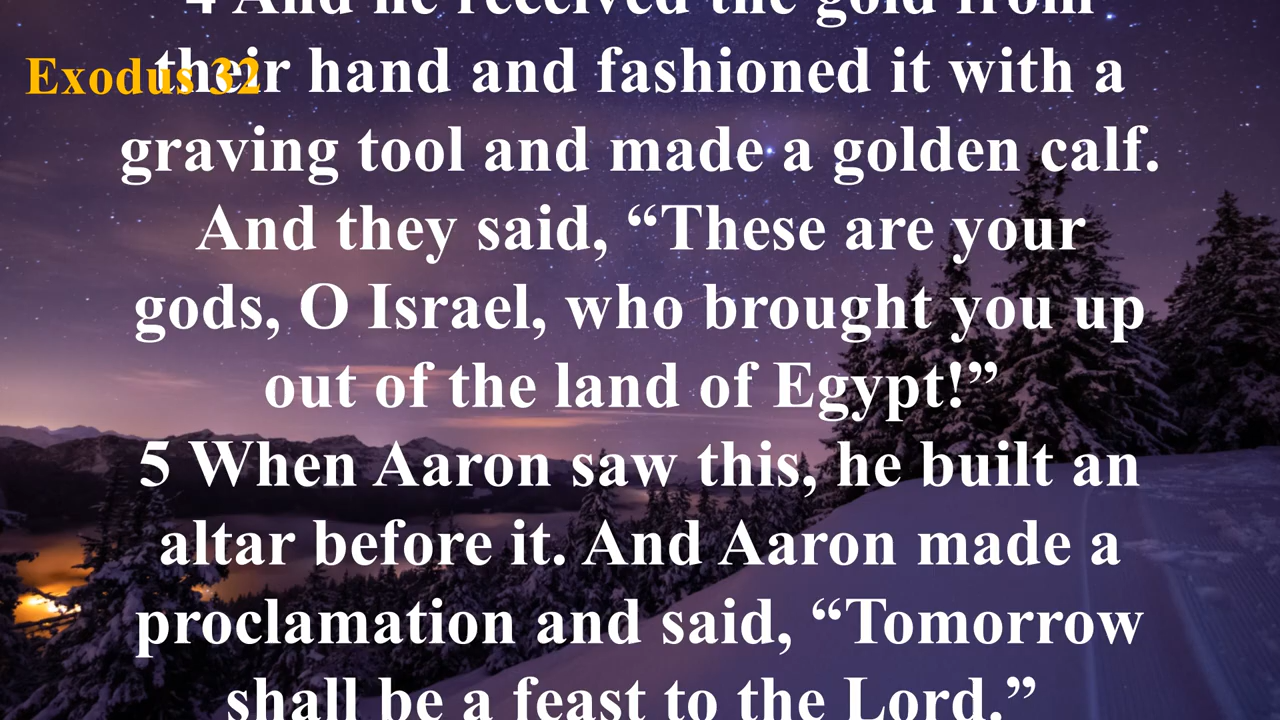 4 And he received the gold from
Exodus 32
their hand and fashioned it with a
graving tool and made a golden calf.
And they said, “These are your
gods, O Israel, who brought you up
out of the land of Egypt!”
5 When Aaron saw this, he built an
altar before it. And Aaron made a
proclamation and said, “Tomorrow
shall be a feast to the Lord.”